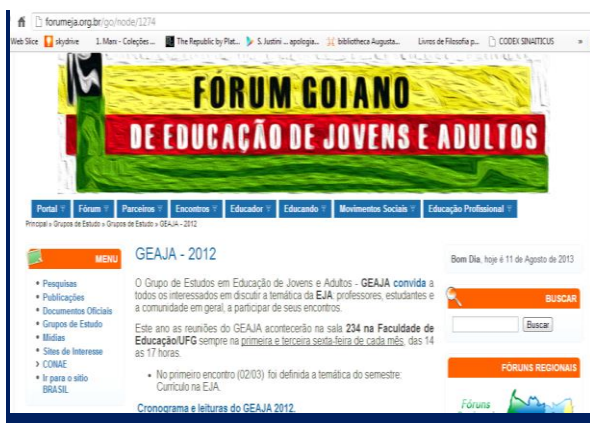 forumeja.org.br/go/node/1274
Web Slice skydrive 1. Marx - Coleções ... The Republic by Plat... S. Justini ... apologia... bibliotheca Augusta... Livros de Filosofia p... CODEX SINAITICUS »
FÓRUM GOIANO
DE EDUCAÇÃO DE JOVENS E ADULTOS
Portal Fórum Parceiros Encontros Educador Educando Movimentos Sociais Educação Profissional
Principal » Grupos de Estudo » Grupos de Estudo » GEAJA - 2012
MENU
• Pesquisas
• Publicações
• Documentos Oficiais
• Grupos de Estudo
• Mídias
• Sites de Interesse
> CONAE
• Ir para o sítio
BRASIL
GEAJA - 2012
O Grupo de Estudos em Educação de Jovens e Adultos - GEAJA convida a
todos os interessados em discutir a temática da EJA: professores, estudantes e
a comunidade em geral, a participar de seus encontros.
Este ano as reuniões do GEAJA acontecerão na sala 234 na Faculdade de
Educação/UFG sempre na primeira e terceira sexta-feira de cada mês, das 14
as 17 horas.
• No primeiro encontro (02/03) foi definida a temática do semestre:
Currículo na EJA.
Cronograma e leituras do GEAJA 2012.
Bom Dia, hoje é 11 de Agosto de 2013
BUSCAR
Buscar
FÓRUNS REGIONAIS
Fóruns